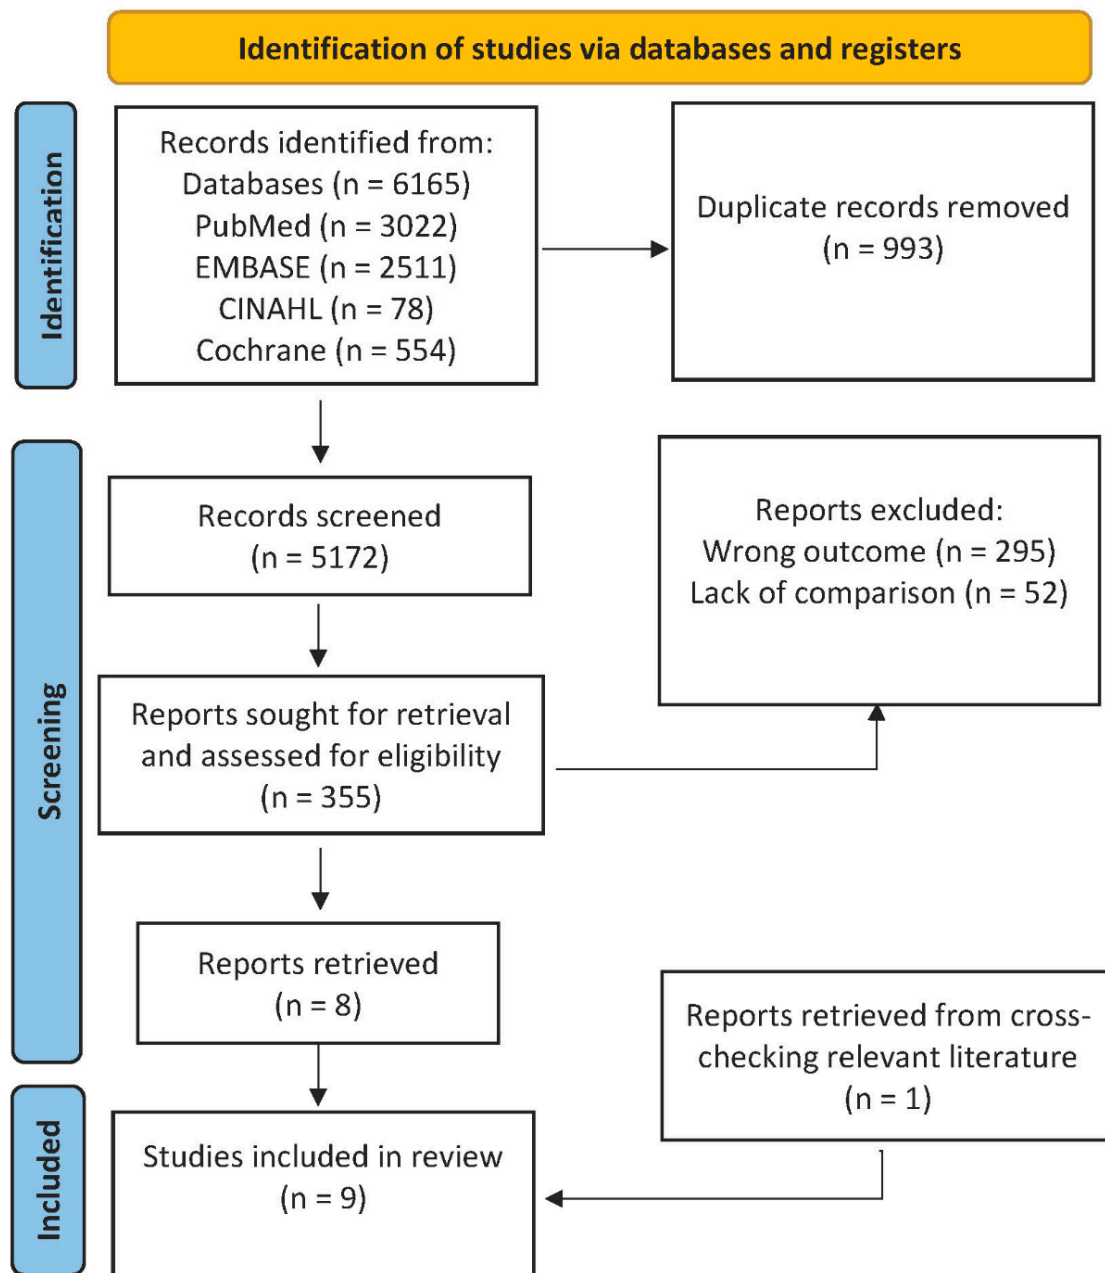 Identification of studies via databases and registers
Identification
Records identified from:
Databases (n = 6165)
PubMed (n = 3022)
EMBASE (n = 2511)
CINAHL (n = 78)
Cochrane (n = 554)
Duplicate records removed
(n = 993)
Screening
Records screened
(n = 5172)
Reports excluded:
Wrong outcome (n = 295)
Lack of comparison (n = 52)
Reports sought for retrieval
and assessed for eligibility
(n = 355)
Reports retrieved
(n = 8)
Reports retrieved from cross-
checking relevant literature
(n = 1)
Included
Studies included in review
(n = 9)